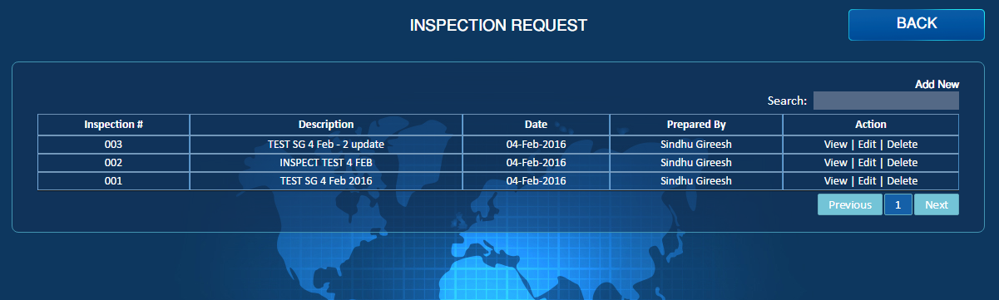 INSPECTION REQUEST
BACK
Add New
Search:
Inspection # Description Date Prepared By Action
003 TEST SG 4 Feb - 2 update 04-Feb-2016 Sindhu Gireesh View | Edit | Delete
002 INSPECT TEST 4 FEB 04-Feb-2016 Sindhu Gireesh View | Edit | Delete
001 TEST SG 4 Feb 2016 04-Feb-2016 Sindhu Gireesh View | Edit | Delete
Previous 1 Next